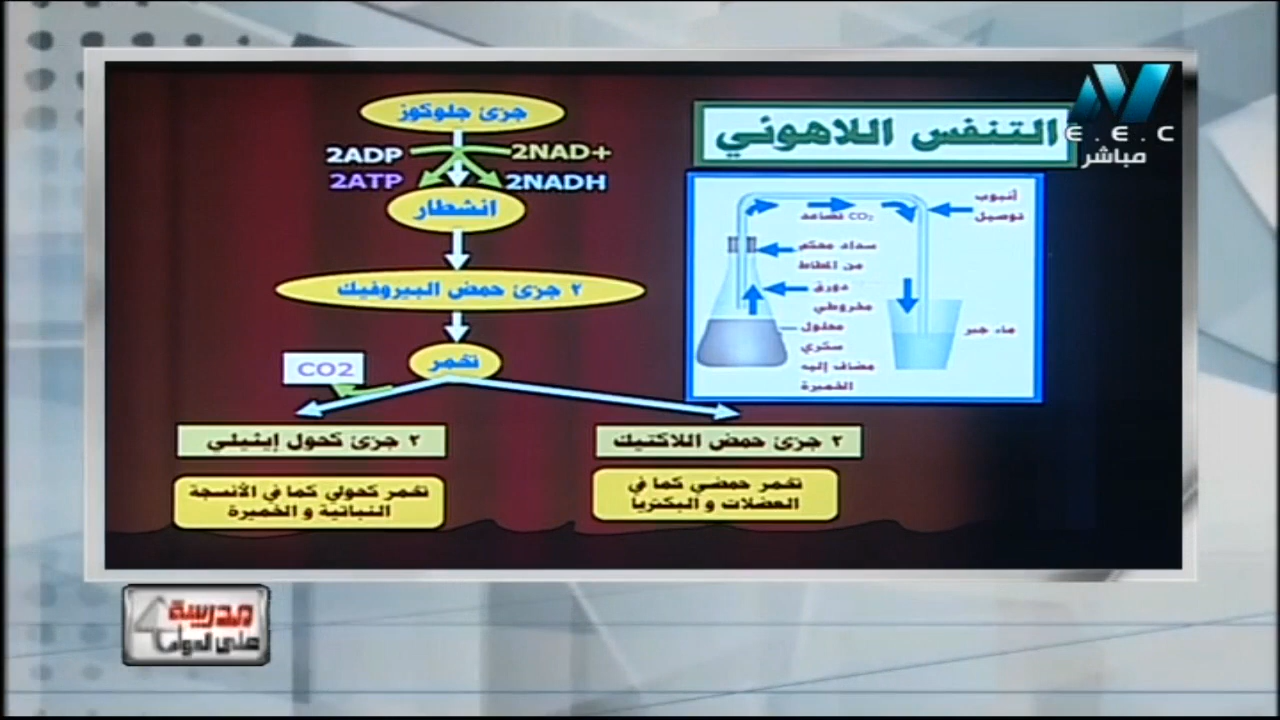 E.E.C
مباشر
التنفس اللاهوني
جزئ جلوكوز
2ADP
2NAD+
2ATP
2NADH
انشطار
٢ جزئ حمض البيروفيك
تخمر
CO2
٢ جزئ حمض اللاكتيك
٢ جزئ كحول إيثيلي
تخمر حمضي كما في
العضلات و البكتريا
تخمر كحولي كما في الأنسجة
النباتية و الخميرة
أنبوب
توصيل
CO₂ تصاعد
سداد محكم
من المطاط
دورق
مخروطي
محلول
سكري
مضاف إليه
الخميرة
ماء جير
مدرسة
على الهواء